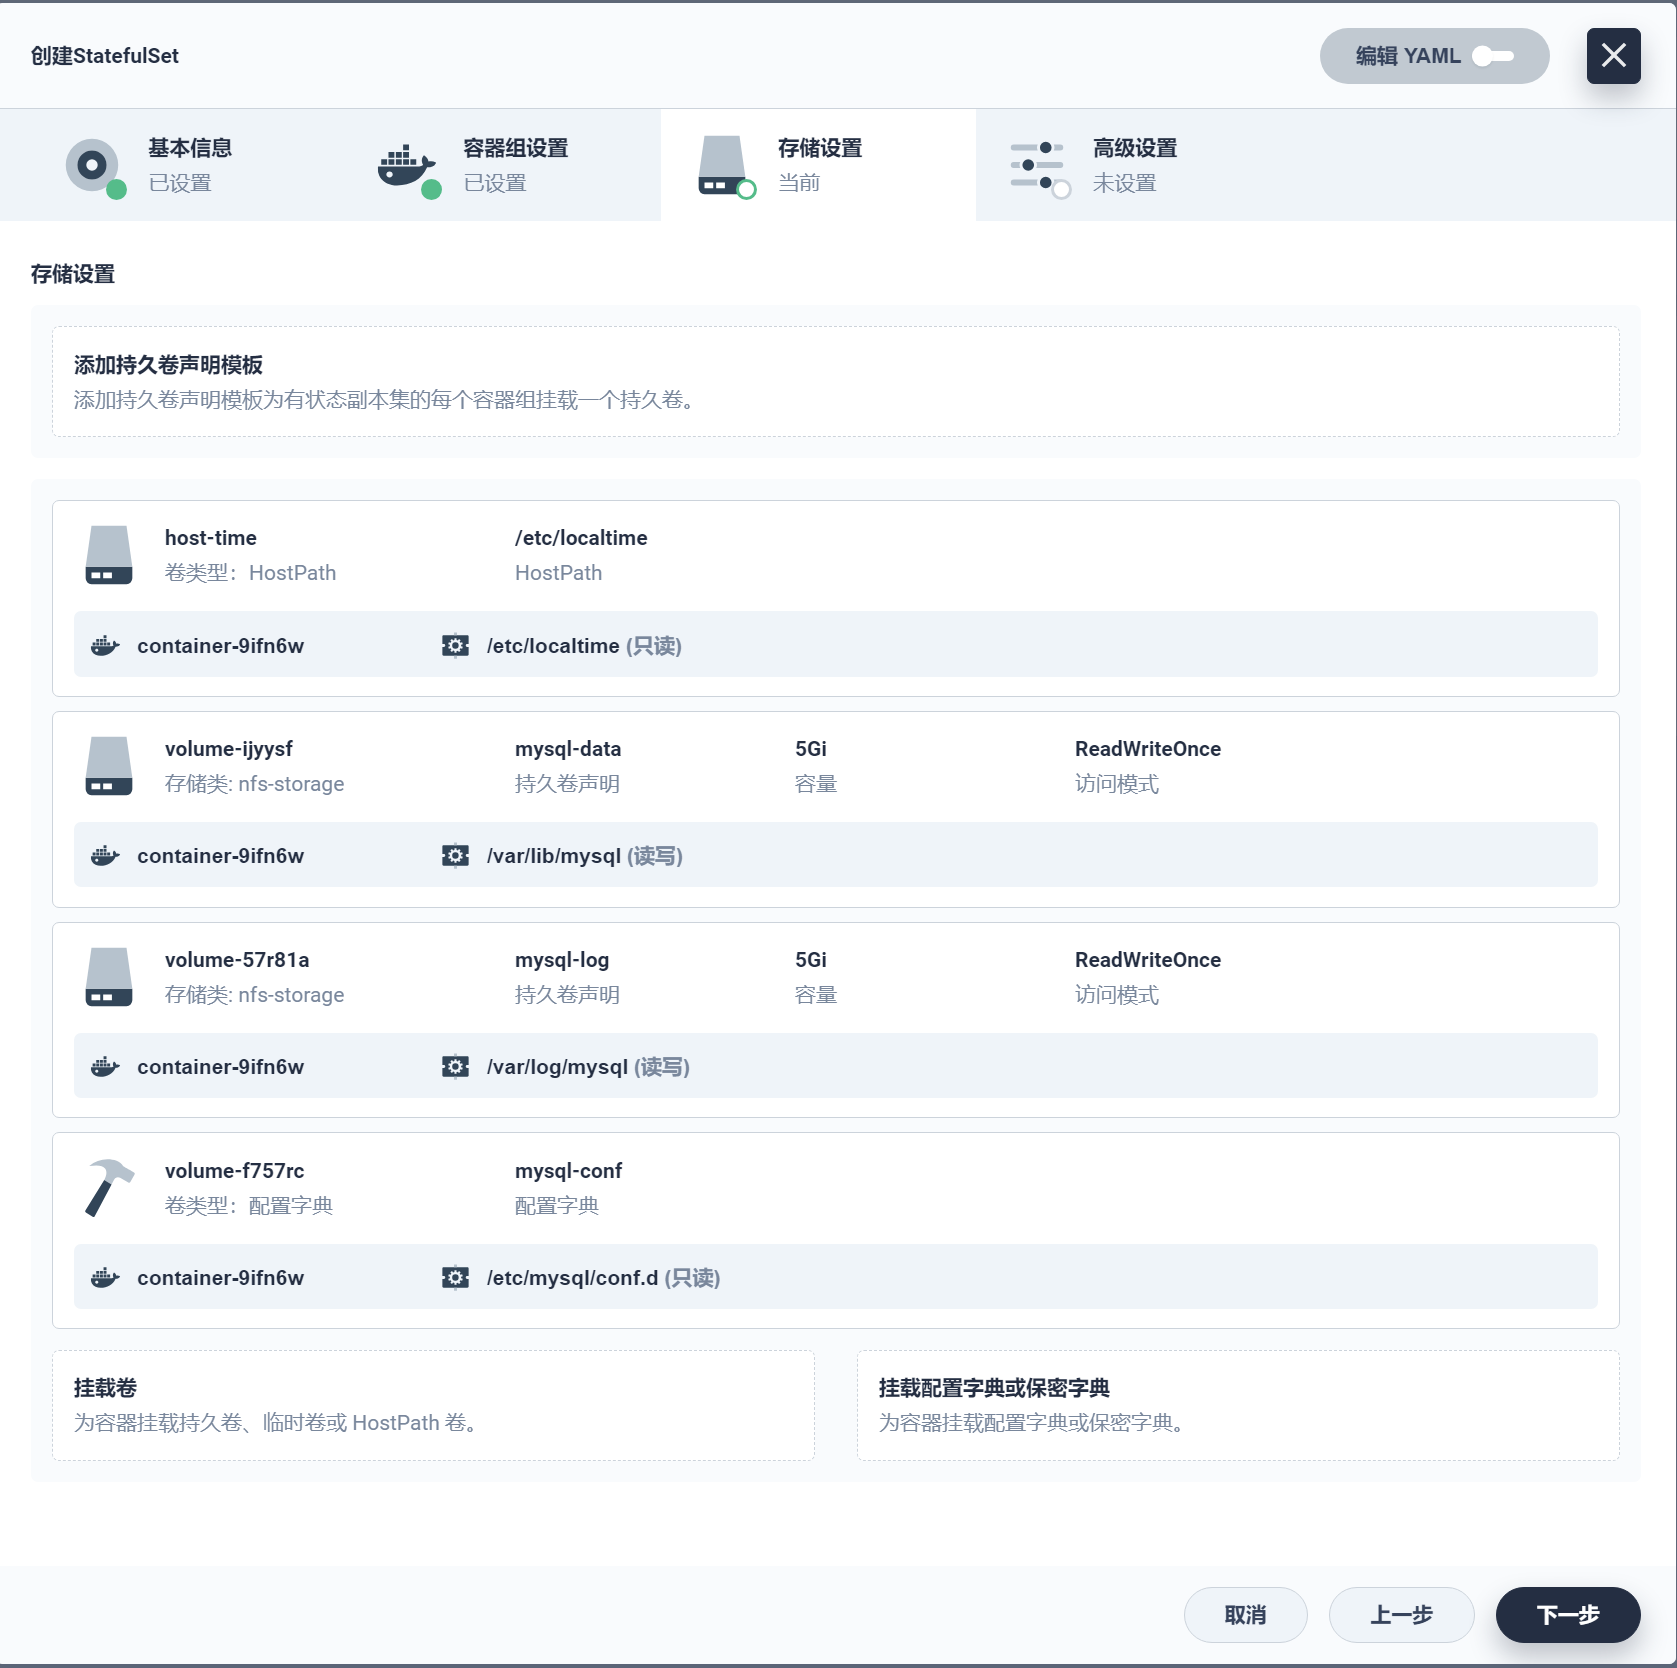 创建StatefulSet
编辑 YAML
基本信息
已设置
容器组设置
已设置
存储设置
当前
高级设置
未设置
存储设置
添加持久卷声明模板
添加持久卷声明模板为有状态副本集的每个容器组挂载一个持久卷。
host-time
卷类型：HostPath
/etc/localtime
HostPath
container-9ifn6w
/etc/localtime (只读)
volume-ijyysf
存储类: nfs-storage
mysql-data
持久卷声明
5Gi
容量
ReadWriteOnce
访问模式
container-9ifn6w
/var/lib/mysql (读写)
volume-57r81a
存储类: nfs-storage
mysql-log
持久卷声明
5Gi
容量
ReadWriteOnce
访问模式
container-9ifn6w
/var/log/mysql (读写)
volume-f757rc
卷类型：配置字典
mysql-conf
配置字典
container-9ifn6w
/etc/mysql/conf.d (只读)
挂载卷
为容器挂载持久卷、临时卷或 HostPath 卷。
挂载配置字典或保密字典
为容器挂载配置字典或保密字典。
取消
上一步
下一步